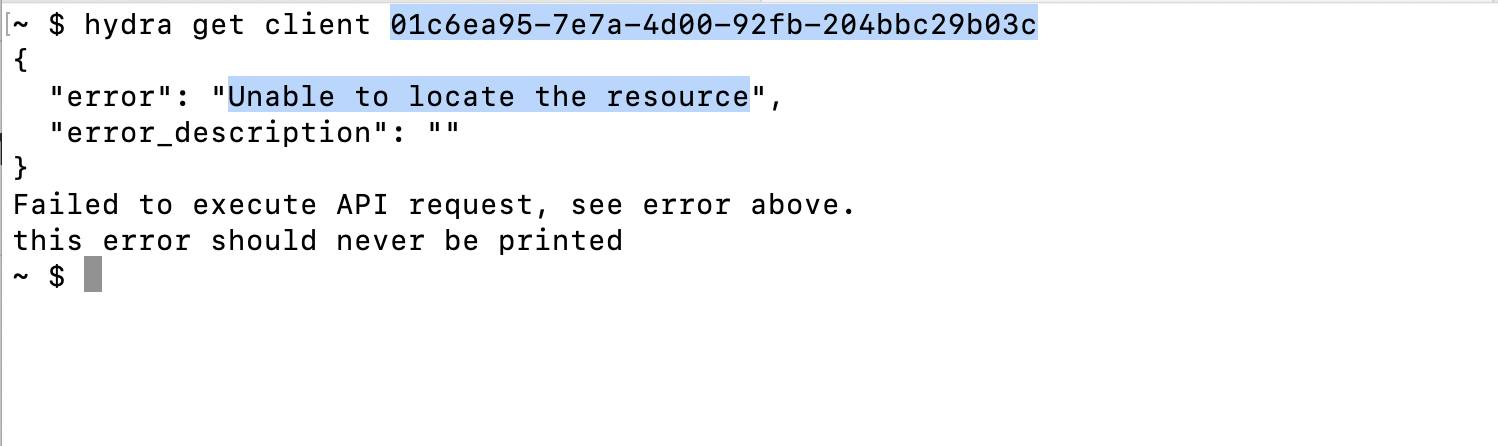 ~ $ hydra get client 01c6ea95-7e7a-4d00-92fb-204bbc29b03c
{
  "error": "Unable to locate the resource",
  "error_description": ""
}
Failed to execute API request, see error above.
this error should never be printed
~ $